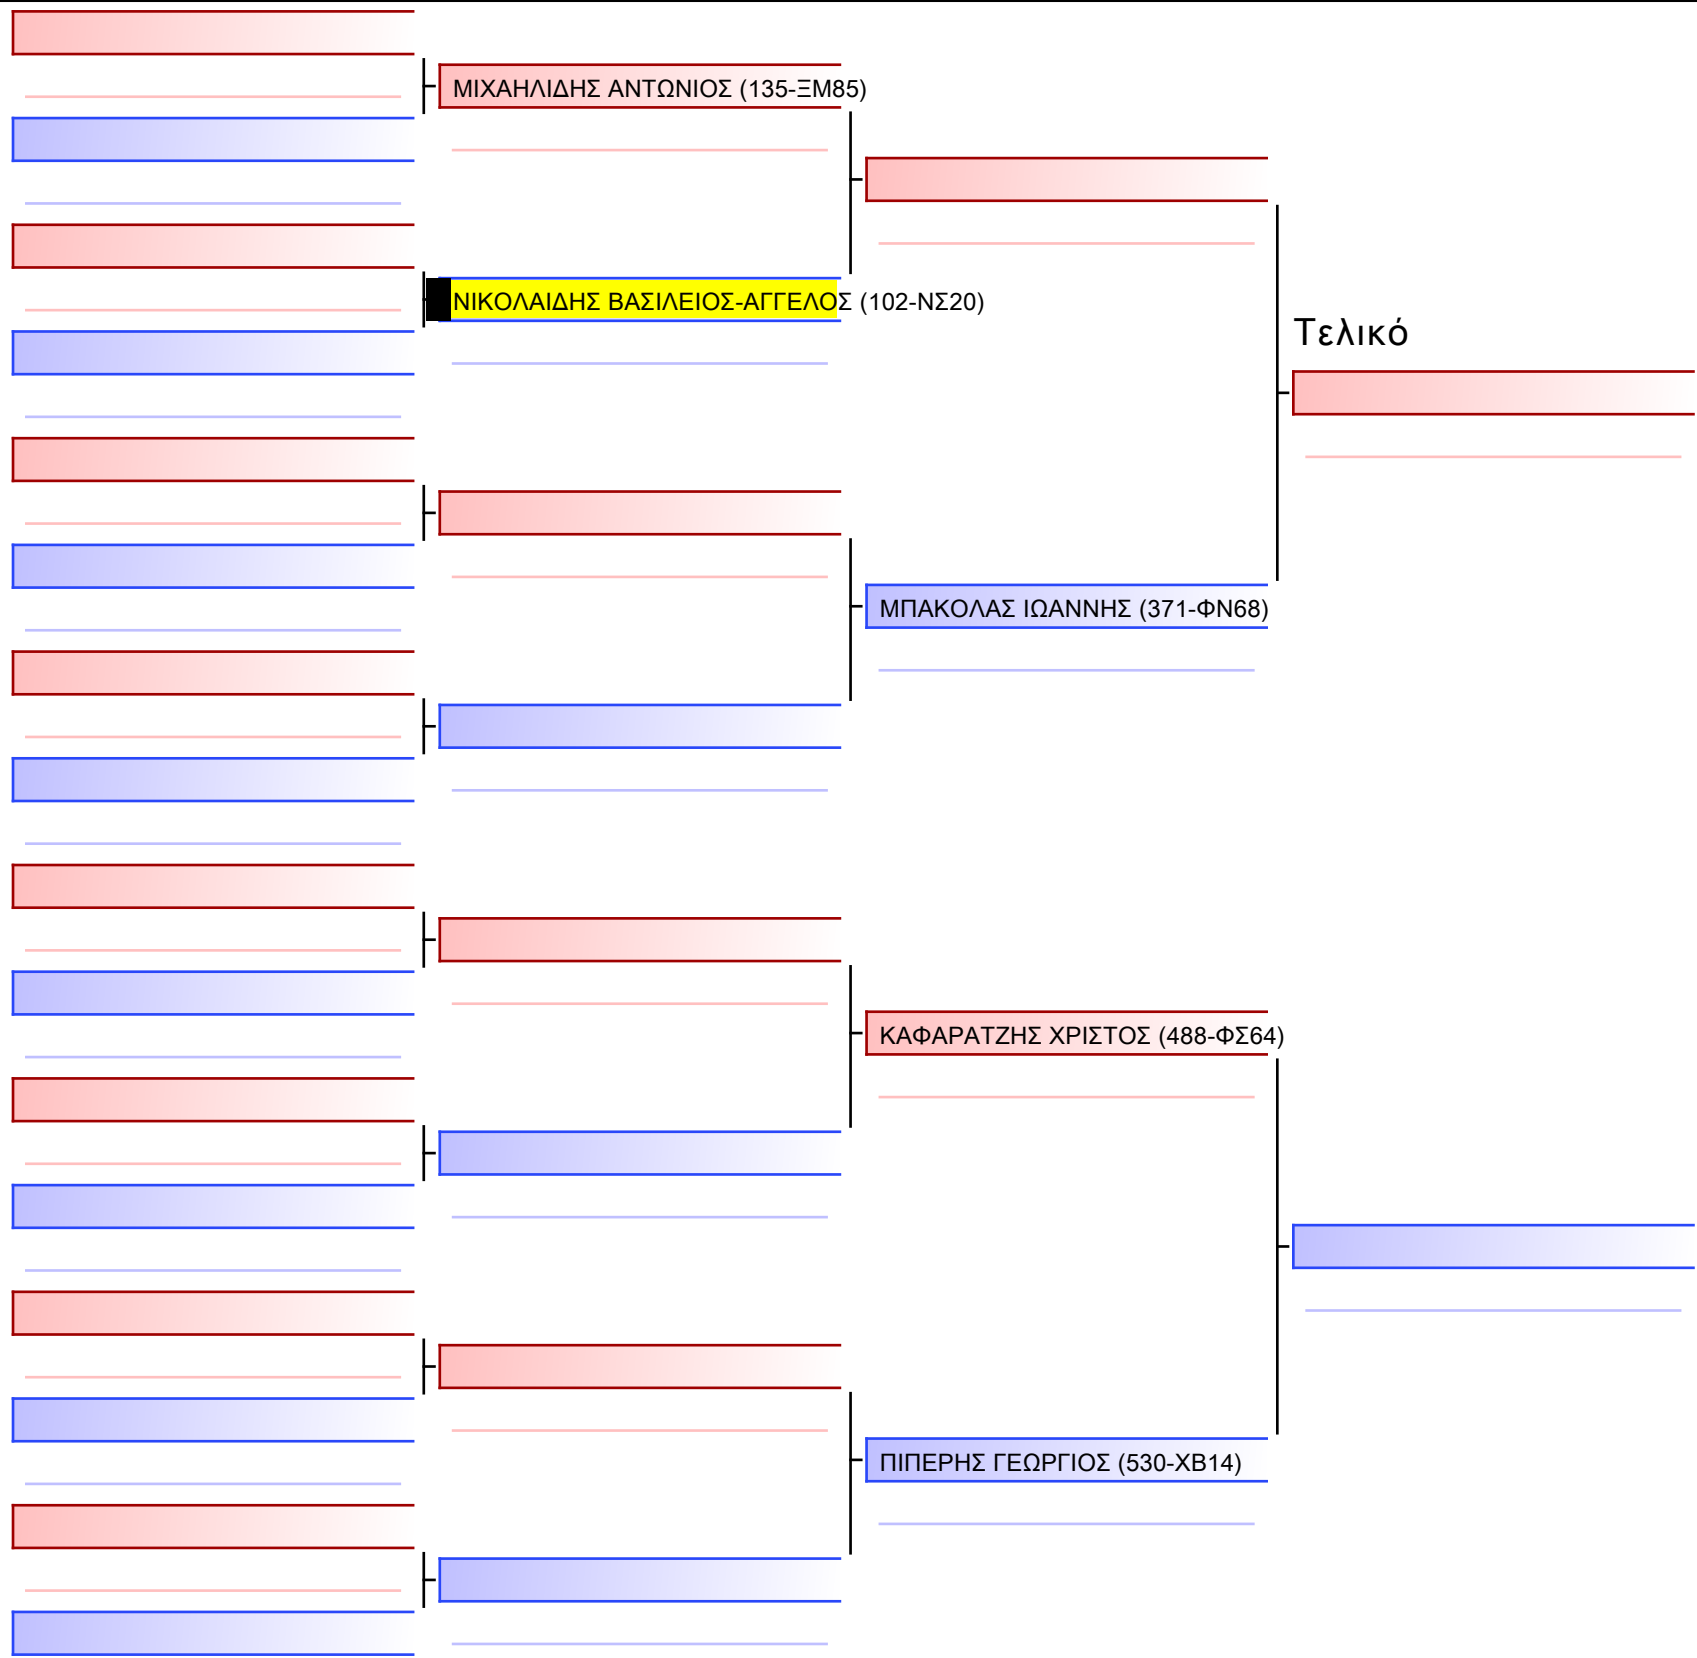 ΜΙΧΑΗΛΙΔΗΣ ΑΝΤΩΝΙΟΣ (135-ΞΜ85)
ΝΙΚΟΛΑΙΔΗΣ ΒΑΣΙΛΕΙΟΣ-ΑΓΓΕΛΟΣ (102-ΝΣ20)
Τελικό
ΜΠΑΚΟΛΑΣ ΙΩΑΝΝΗΣ (371-ΦΝ68)
ΚΑΦΑΡΑΤΖΗΣ ΧΡΙΣΤΟΣ (488-ΦΣ64)
ΠΙΠΕΡΗΣ ΓΕΩΡΓΙΟΣ (530-ΧΒ14)